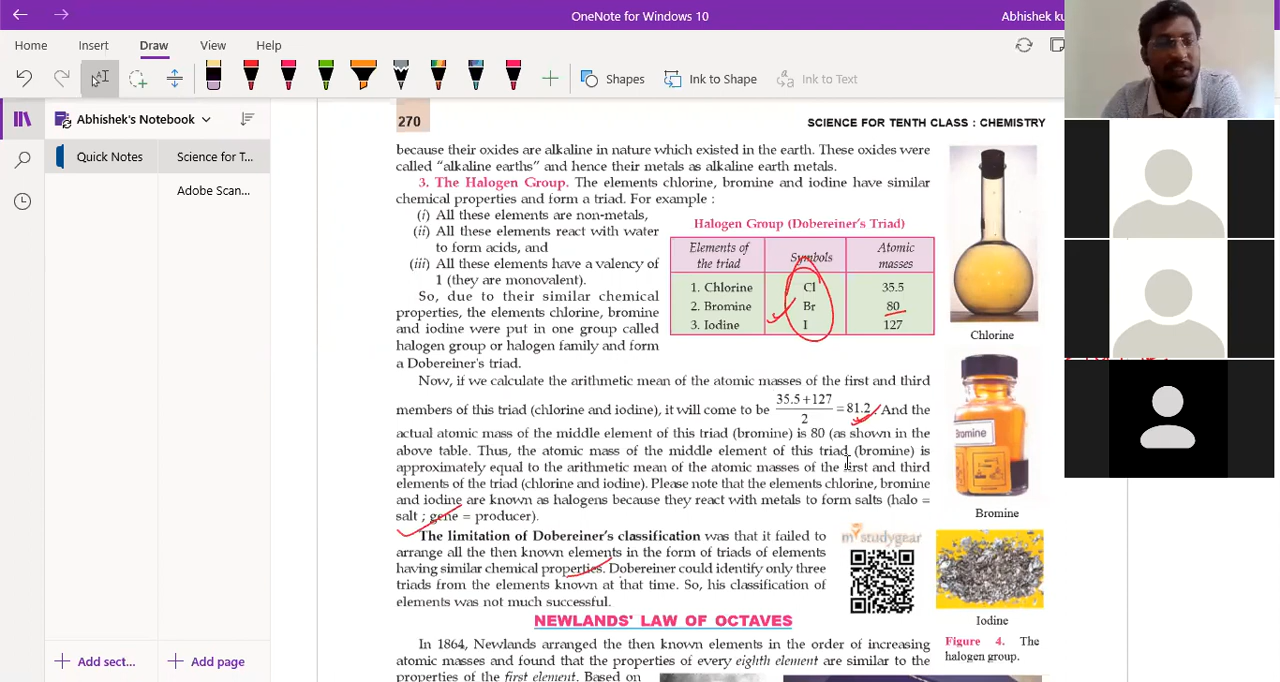 OneNote for Windows 10
Abhishek ku
Home Insert Draw View Help
Shapes
Ink to Shape
Ink to Text
Abhishek's Notebook
Quick Notes
Science for T...
Adobe Scan...
Add sect...
Add page
270
SCIENCE FOR TENTH CLASS : CHEMISTRY
because their oxides are alkaline in nature which existed in the earth. These oxides were
called “alkaline earths” and hence their metals as alkaline earth metals.
3. The Halogen Group. The elements chlorine, bromine and iodine have similar
chemical properties and form a triad. For example :
(i) All these elements are non-metals,
(ii) All these elements react with water
to form acids, and
(iii) All these elements have a valency of
1 (they are monovalent).
So, due to their similar chemical
properties, the elements chlorine, bromine
and iodine were put in one group called
halogen group or halogen family and form
a Dobereiner's triad.
Halogen Group (Dobereiner's Triad)
Elements of the triad Symbols Atomic masses
1. Chlorine Cl 35.5
2. Bromine Br 80
3. Iodine I 127
Chlorine
Now, if we calculate the arithmetic mean of the atomic masses of the first and third
members of this triad (chlorine and iodine), it will come to be 35.5 + 127 / 2 = 81.2. And the
actual atomic mass of the middle element of this triad (bromine) is 80 (as shown in the
above table. Thus, the atomic mass of the middle element of this triad (bromine) is
approximately equal to the arithmetic mean of the atomic masses of the first and third
elements of the triad (chlorine and iodine). Please note that the elements chlorine, bromine
and iodine are known as halogens because they react with metals to form salts (halo =
salt ; gene = producer).
Bromine
Bromine
The limitation of Dobereiner's classification was that it failed to
arrange all the then known elements in the form of triads of elements
having similar chemical properties. Dobereiner could identify only three
triads from the elements known at that time. So, his classification of
elements was not much successful.
mystudygear
Iodine
Figure 4. The
halogen group.
NEWLANDS' LAW OF OCTAVES
In 1864, Newlands arranged the then known elements in the order of increasing
atomic masses and found that the properties of every eighth element are similar to the
properties of the first element. Based on